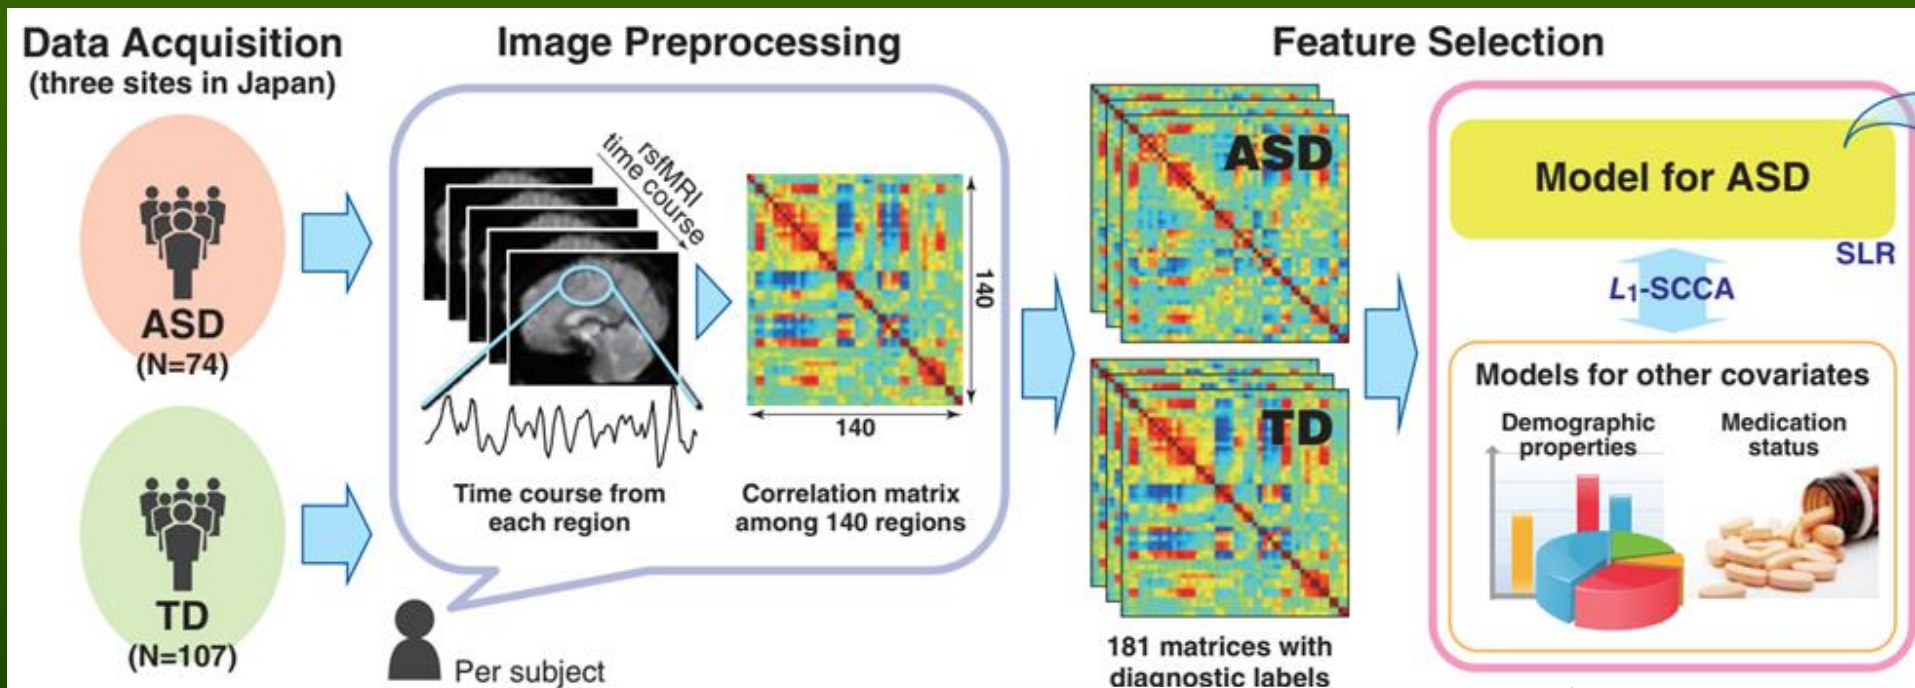 Data Acquisition
(three sites in Japan)
ASD
(N=74)
TD
(N=107)
Image Preprocessing
rsfMRI
time course
140
140
Time course from
each region
Correlation matrix
among 140 regions
Per subject
Feature Selection
ASD
TD
181 matrices with
diagnostic labels
Model for ASD
SLR
L1-SCCA
Models for other covariates
Demographic
properties
Medication
status